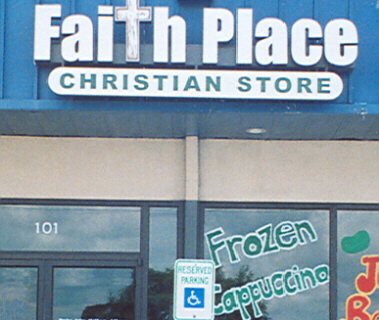 Faith Place
CHRISTIAN STORE
101
Frozen
Cappuccino
RESERVED
PARKING